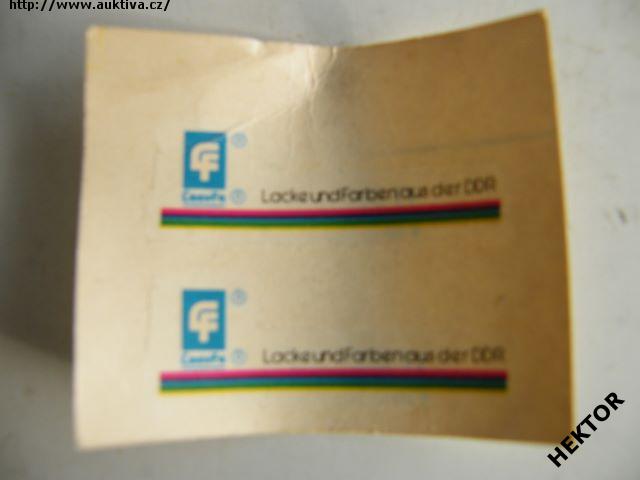 http://www.auktiva.cz/
®
® Lacke und Farben aus der DDR
®
® Lacke und Farben aus der DDR
HEKTOR